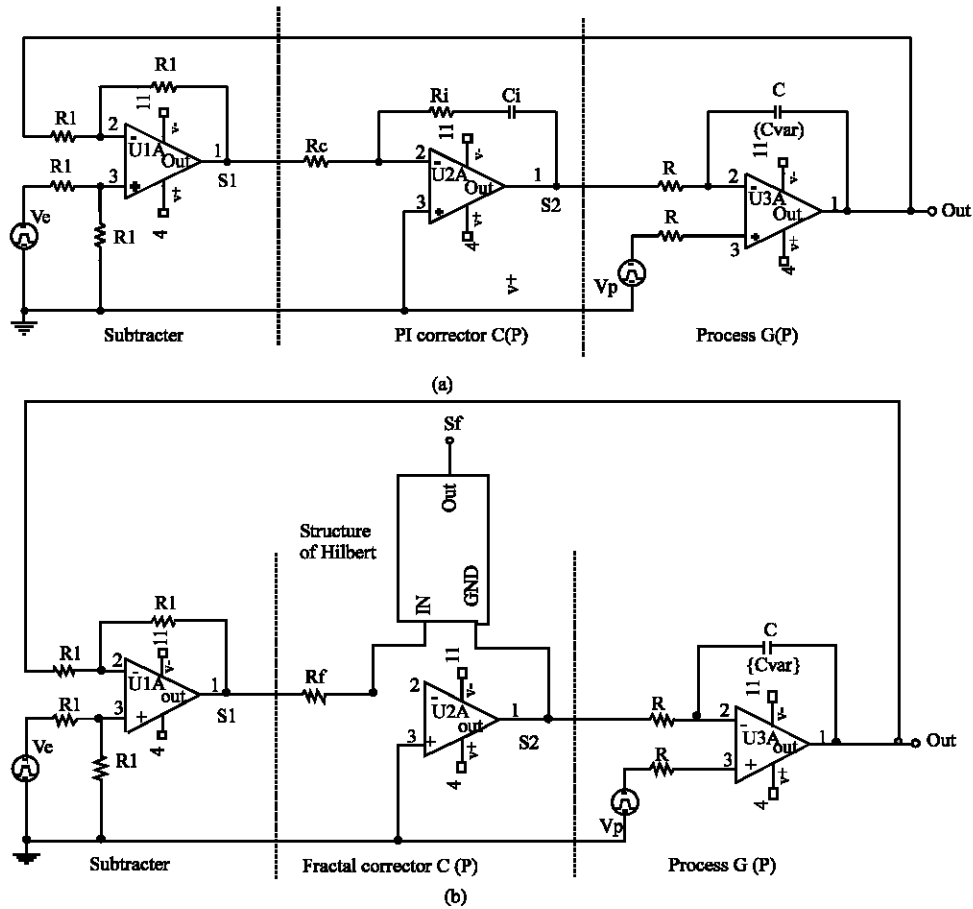 R1
R1
11
v-
2
-
U1A
Out
1
R1
3
+
S1
v+
4
Ve
R1
Subtracter
Ri
Ci
11
v-
Rc
2
-
U2A
Out
1
3
+
S2
v+
4
v+
PI corrector C(P)
C
{Cvar)
11
v-
R
2
-
U3A
Out
1
Out
R
+
3
v+
4
Vp
Process G(P)
(a)
Sf
Out
Structure
of Hilbert
IN
GND
R1
R1
11
v-
2
-
U1A
out
1
R1
3
+
S1
4
Ve
R1
Subtracter
Rf
11
v-
2
-
U2A
out
1
3
+
S2
v+
4
Fractal corrector C (P)
C
{Cvar}
11
v-
R
2
-
U3A
out
1
Out
R
3
+
v+
4
Vp
Process G (P)
(b)